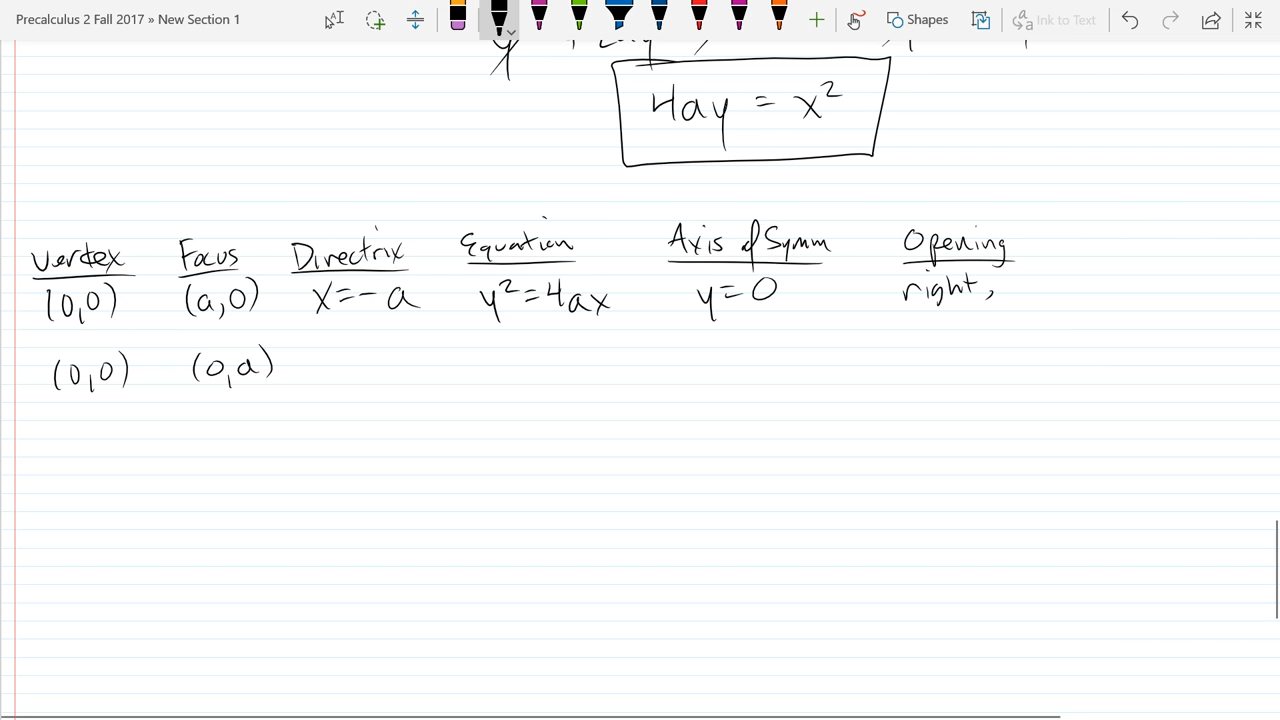 Precalculus 2 Fall 2017 » New Section 1 Shapes Ink to Text
4ay = x²
Vertex Focus Directrix Equation Axis of Symm Opening
(0,0) (a,0) x=-a y²=4ax y=0 right,
(0,0) (0,a)